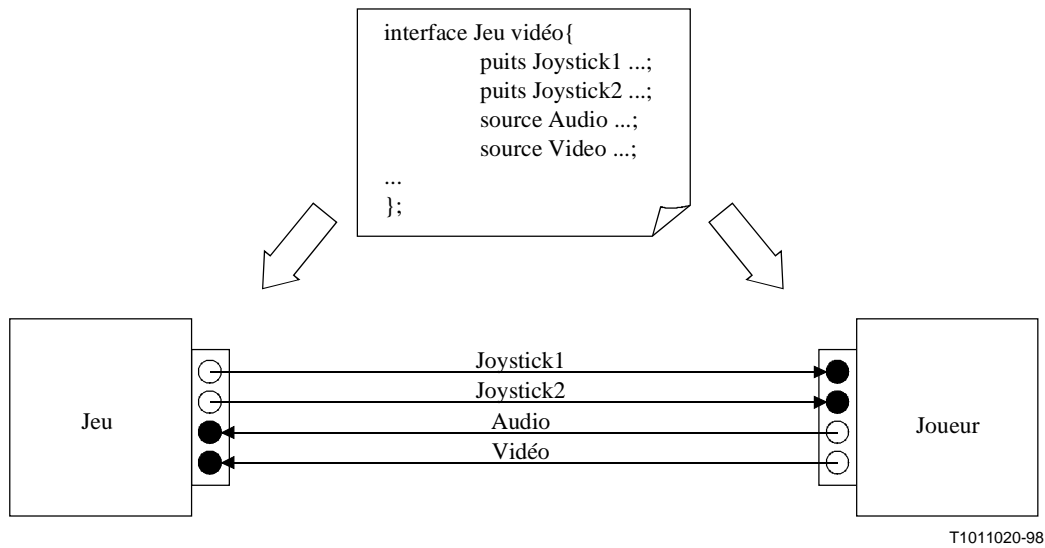 interface Jeu vidéo{
puits Joystick1 ...;
puits Joystick2 ...;
source Audio ...;
source Video ...;
...
};
Joystick1
Joystick2
Audio
Vidéo
Jeu
Joueur
T1011020-98